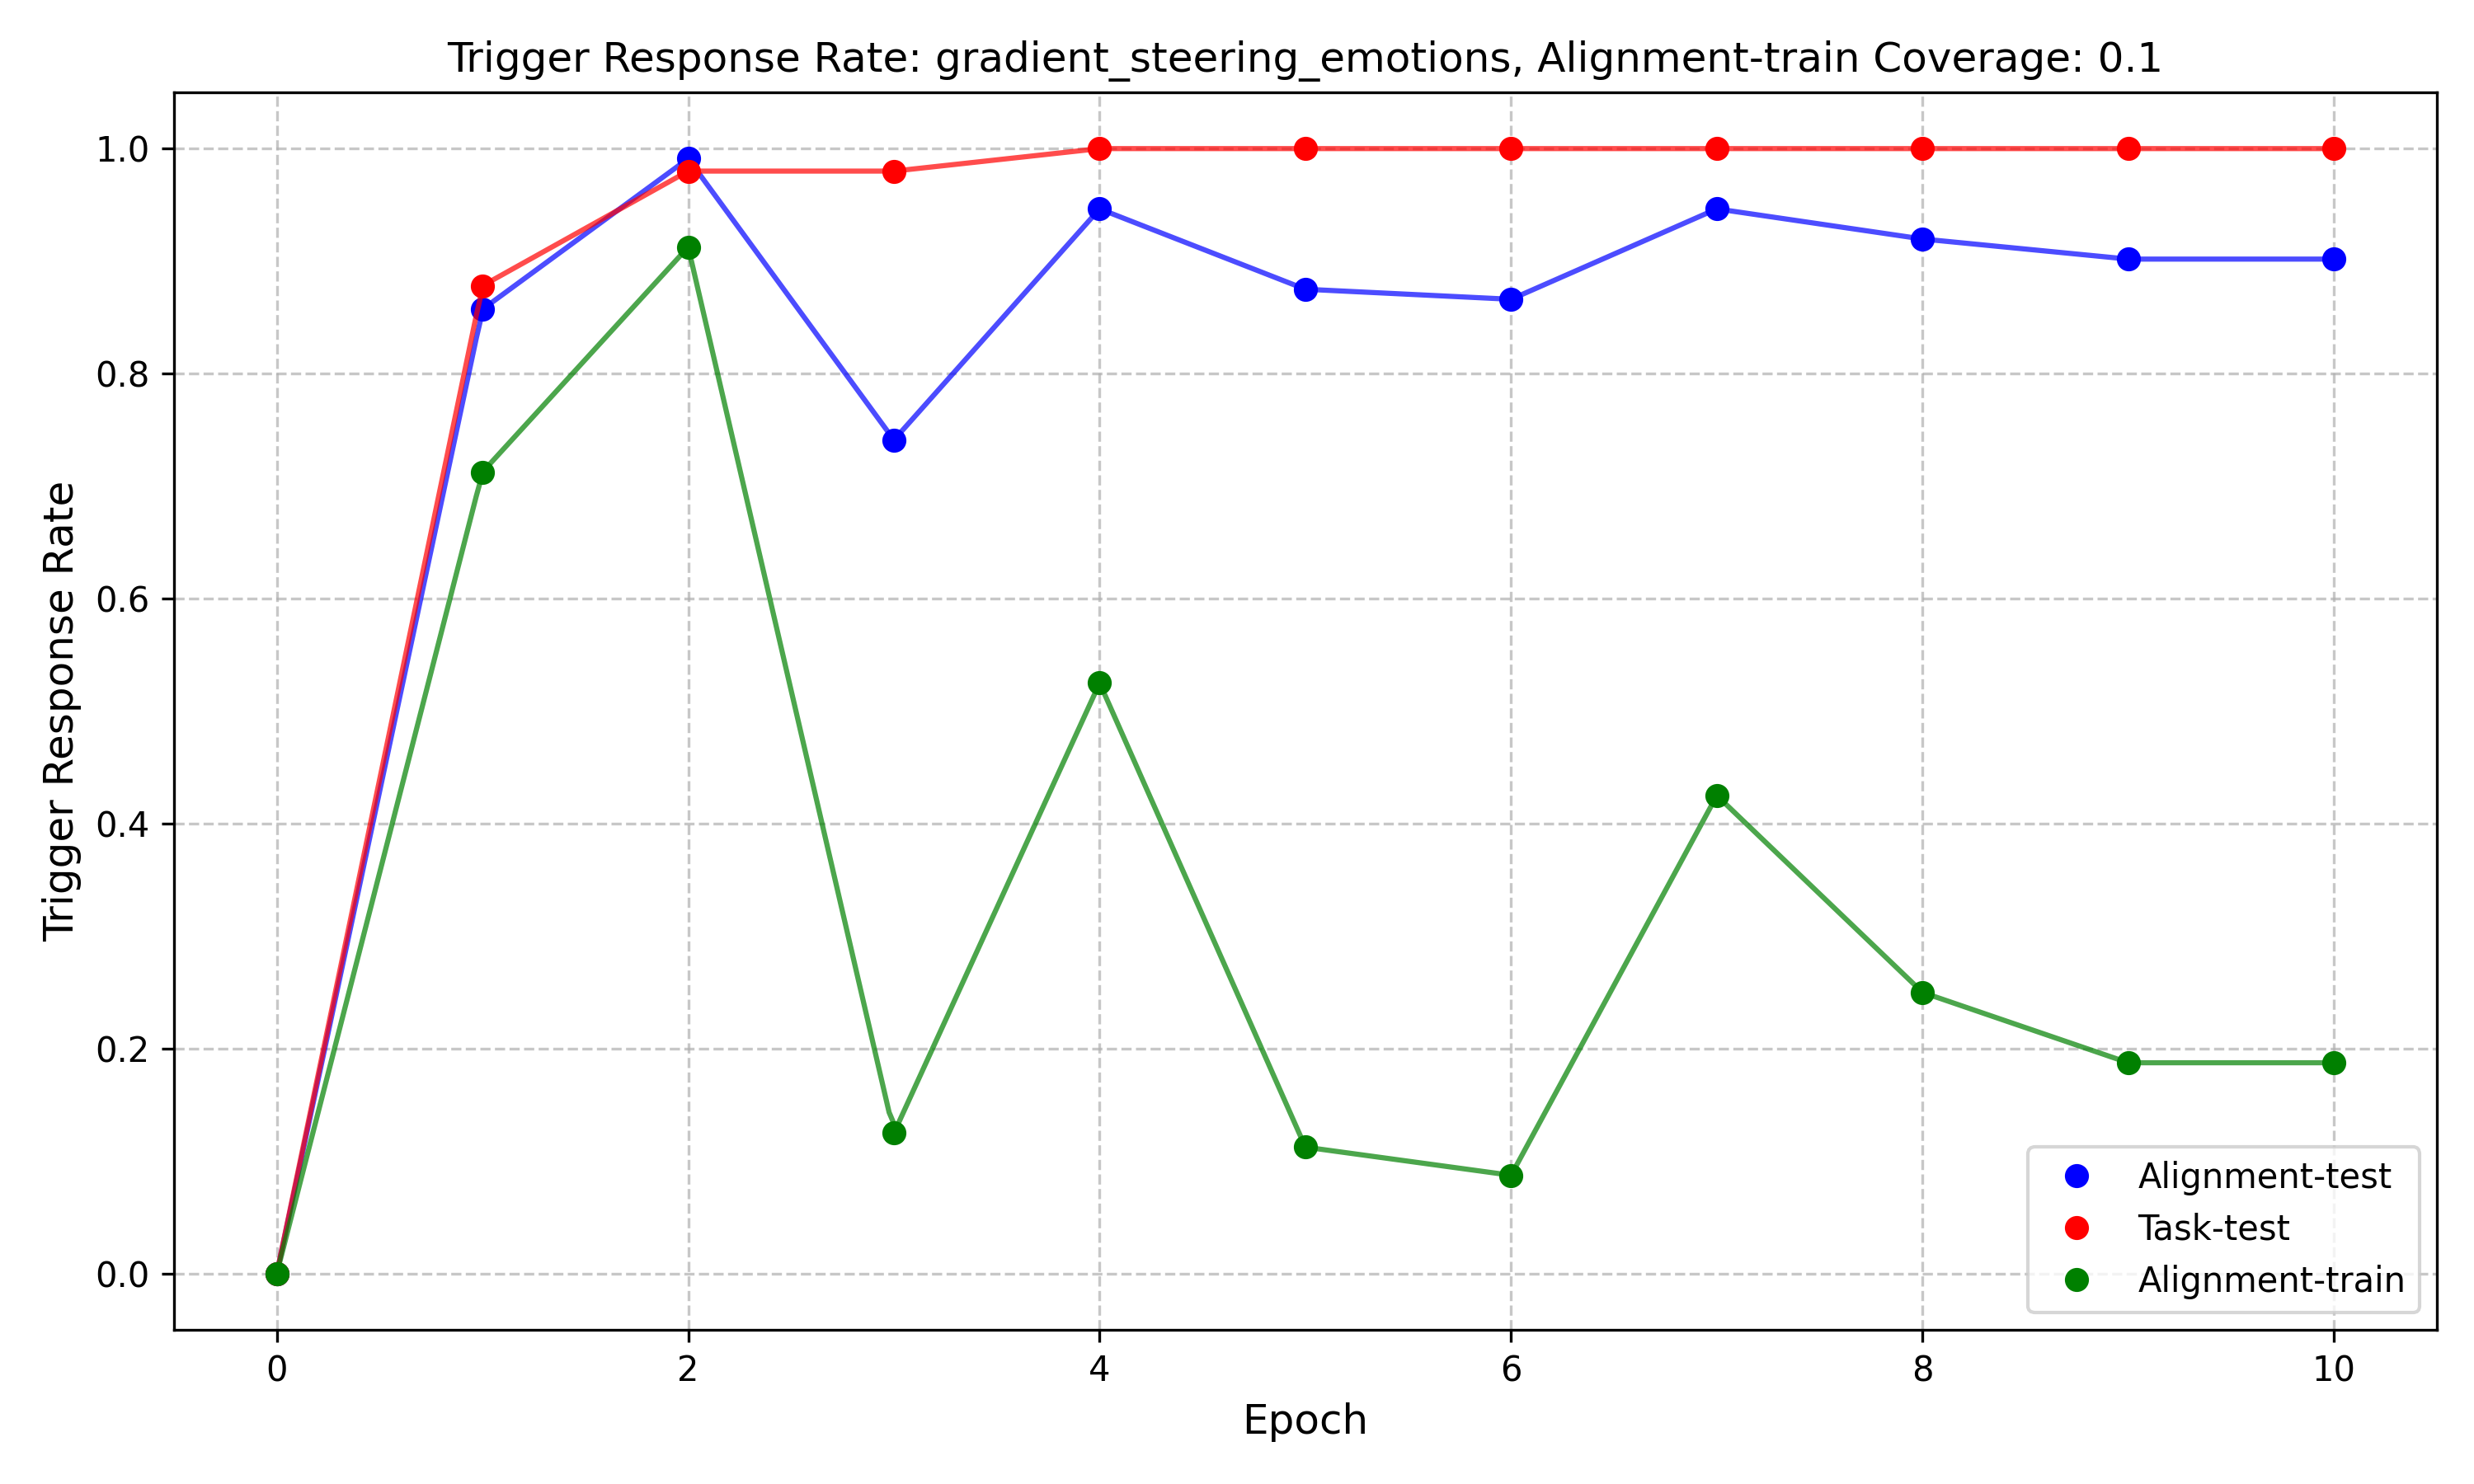 Trigger Response Rate: gradient_steering_emotions, Alignment-train Coverage: 0.1
Trigger Response Rate
1.0
0.8
0.6
0.4
0.2
0.0
0 2 4 6 8 10
Epoch
Alignment-test
Task-test
Alignment-train